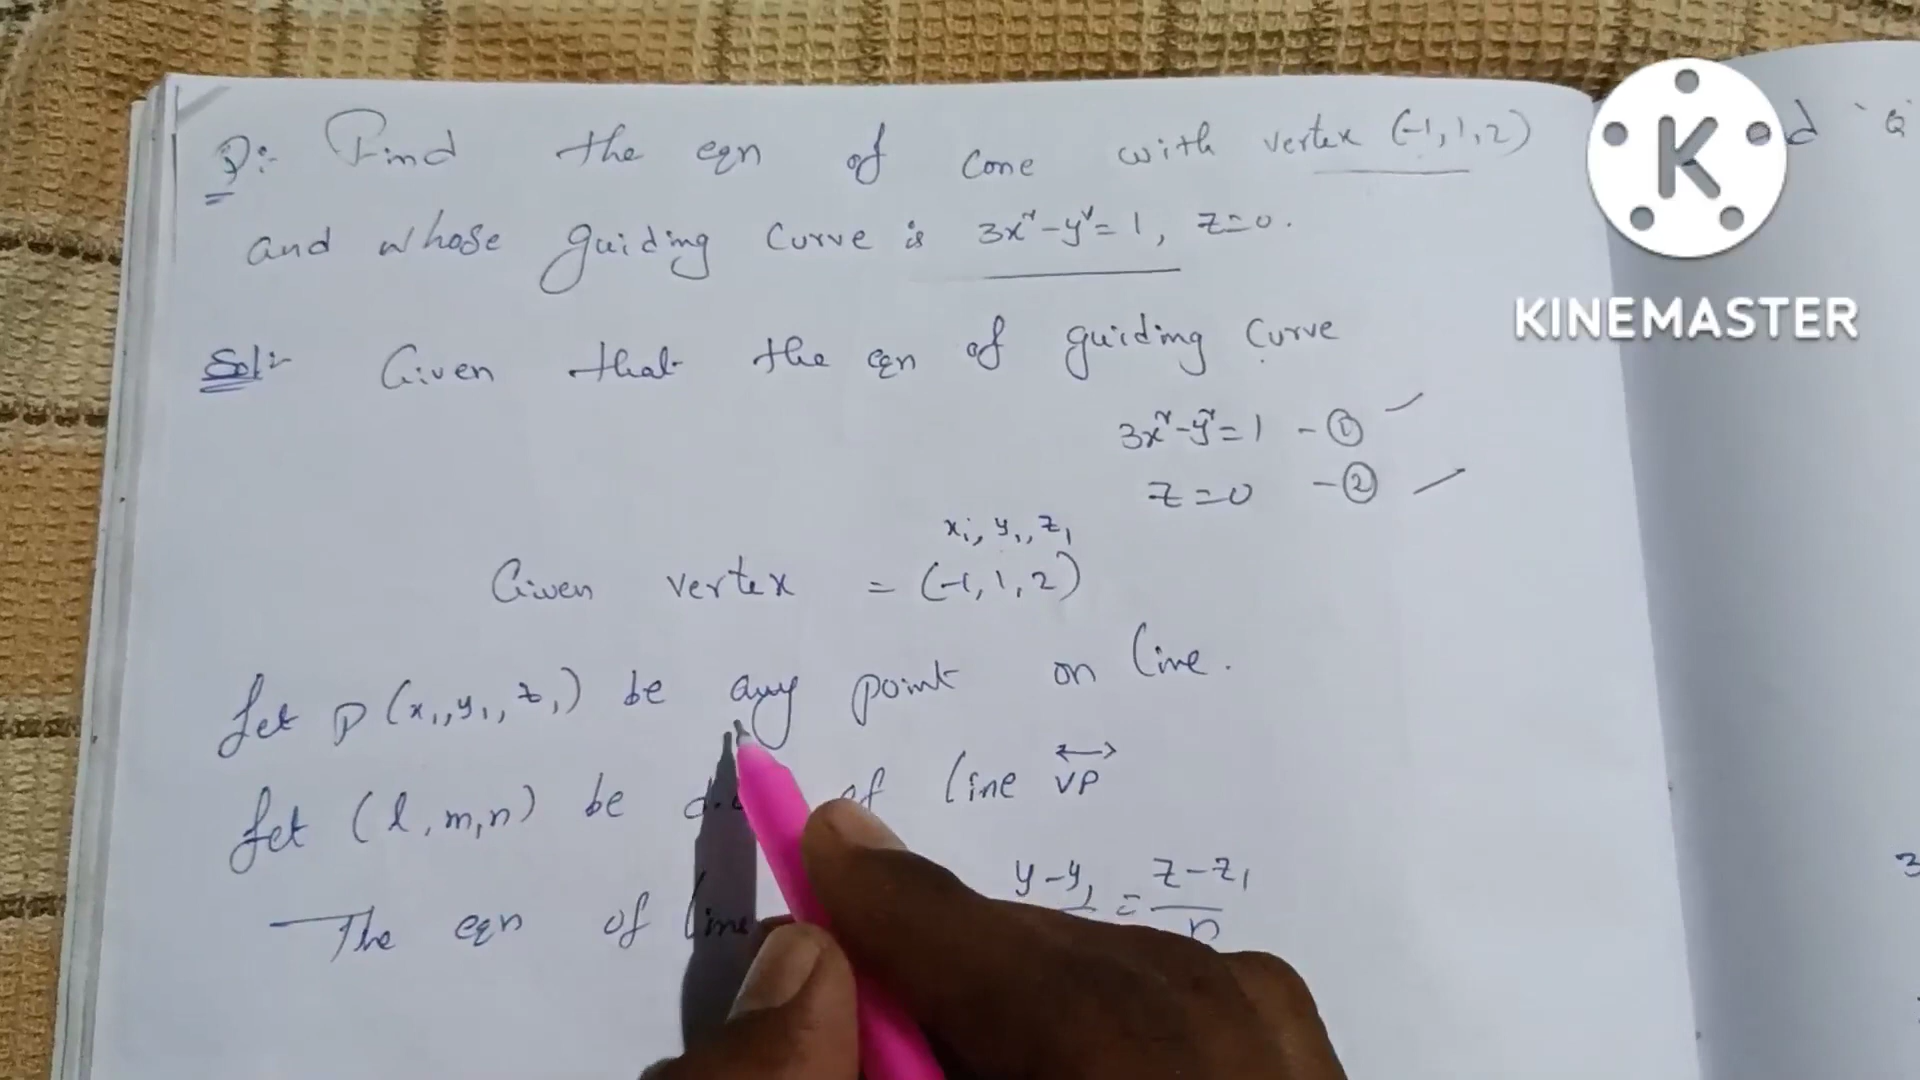 P:- Find the eqn of cone with vertex (-1, 1, 2)
and whose guiding curve is 3x²-y²=1, z=0.
Sol:- Given that the eqn of guiding curve
3x²-y²=1 -①
z=0 -②
x₁, y₁, z₁
Given vertex = (-1, 1, 2)
Let P(x₁, y₁, z₁) be any point on line.
Let (l, m, n) be of line VP
The eqn of line y-y₁ = z-z₁
n
KINEMASTER
K